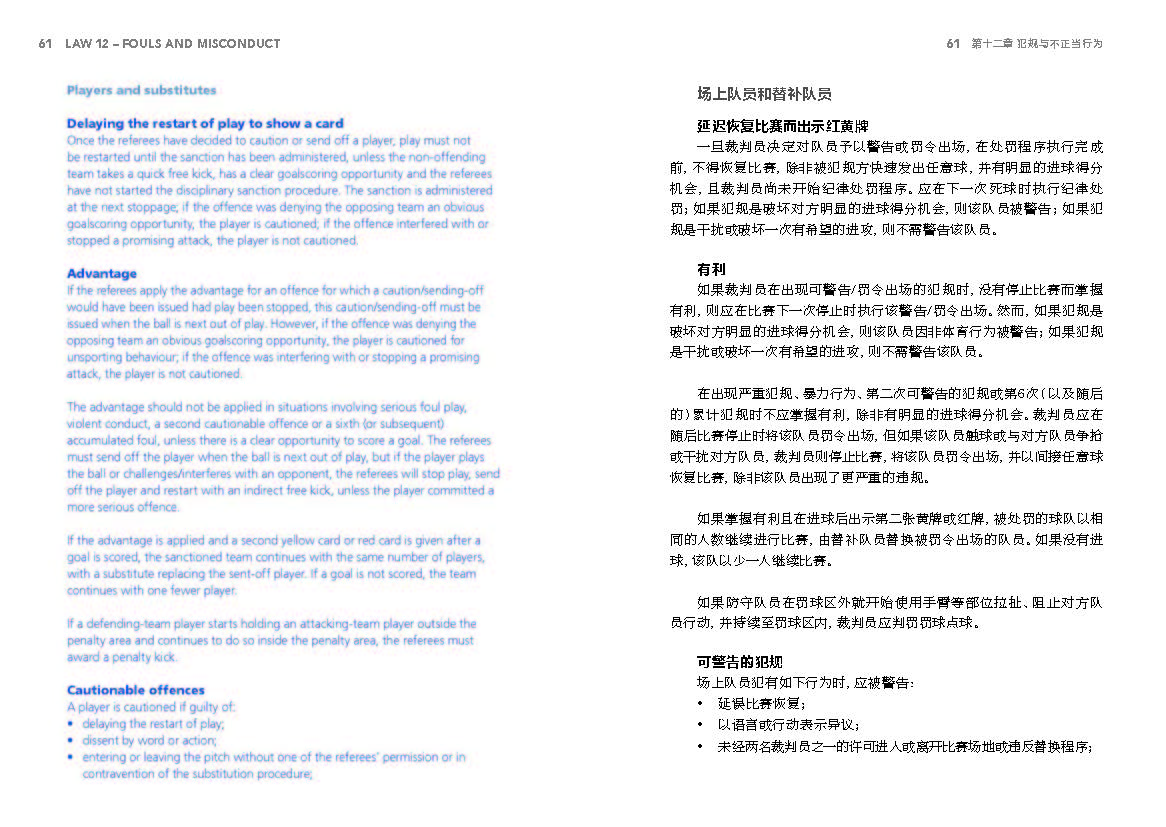 61 LAW 12 – FOULS AND MISCONDUCT
Players and substitutes
Delaying the restart of play to show a card
Once the referees have decided to caution or send off a player, play must not
be restarted until the sanction has been administered, unless the non-offending
team takes a quick free kick, has a clear goalscoring opportunity and the referees
have not started the disciplinary sanction procedure. The sanction is administered
at the next stoppage; if the offence was denying the opposing team an obvious
goalscoring opportunity, the player is cautioned; if the offence interfered with or
stopped a promising attack, the player is not cautioned.
Advantage
If the referees apply the advantage for an offence for which a caution/sending-off
would have been issued had play been stopped, this caution/sending-off must be
issued when the ball is next out of play. However, if the offence was denying the
opposing team an obvious goalscoring opportunity, the player is cautioned for
unsporting behaviour; if the offence was interfering with or stopping a promising
attack, the player is not cautioned.
The advantage should not be applied in situations involving serious foul play,
violent conduct, a second cautionable offence or a sixth (or subsequent)
accumulated foul, unless there is a clear opportunity to score a goal. The referees
must send off the player when the ball is next out of play, but if the player plays
the ball or challenges/interferes with an opponent, the referees will stop play, send
off the player and restart with an indirect free kick, unless the player committed a
more serious offence.
If the advantage is applied and a second yellow card or red card is given after a
goal is scored, the sanctioned team continues with the same number of players,
with a substitute replacing the sent-off player. If a goal is not scored, the team
continues with one fewer player.
If a defending-team player starts holding an attacking-team player outside the
penalty area and continues to do so inside the penalty area, the referees must
award a penalty kick.
Cautionable offences
A player is cautioned if guilty of:
• delaying the restart of play;
• dissent by word or action;
• entering or leaving the pitch without one of the referees' permission or in
contravention of the substitution procedure;
61 第十二章 犯规与不正当行为
场上队员和替补队员
延迟恢复比赛而出示红黄牌
一旦裁判员决定对队员予以警告或罚令出场, 在处罚程序执行完成
前, 不得恢复比赛, 除非被犯规方快速发出任意球, 并有明显的进球得分
机会, 且裁判员尚未开始纪律处罚程序。应在下一次死球时执行纪律处
罚; 如果犯规是破坏对方明显的进球得分机会, 则该队员被警告; 如果犯
规是干扰或破坏一次有希望的进攻, 则不需警告该队员。
有利
如果裁判员在出现可警告/罚令出场的犯规时, 没有停止比赛而掌握
有利, 则应在比赛下一次停止时执行该警告/罚令出场。然而, 如果犯规是
破坏对方明显的进球得分机会, 则该队员因非体育行为被警告; 如果犯规
是干扰或破坏一次有希望的进攻, 则不需警告该队员。
在出现严重犯规、暴力行为、第二次可警告的犯规或第6次（以及随后
的）累计犯规时不应掌握有利, 除非有明显的进球得分机会。裁判员应在
随后比赛停止时将该队员罚令出场, 但如果该队员触球或与对方队员争抢
或干扰对方队员, 裁判员则停止比赛, 将该队员罚令出场, 并以间接任意球
恢复比赛, 除非该队员出现了更严重的违规。
如果掌握有利且在进球后出示第二张黄牌或红牌, 被处罚的球队以相
同的人数继续进行比赛, 由替补队员替换被罚令出场的队员。如果没有进
球, 该队以少一人继续比赛。
如果防守队员在罚球区外就开始使用手臂等部位拉扯、阻止对方队
员行动, 并持续至罚球区内, 裁判员应判罚罚球点球。
可警告的犯规
场上队员犯有如下行为时, 应被警告:
• 延误比赛恢复;
• 以语言或行动表示异议;
• 未经两名裁判员之一的许可进入或离开比赛场地或违反替换程序;